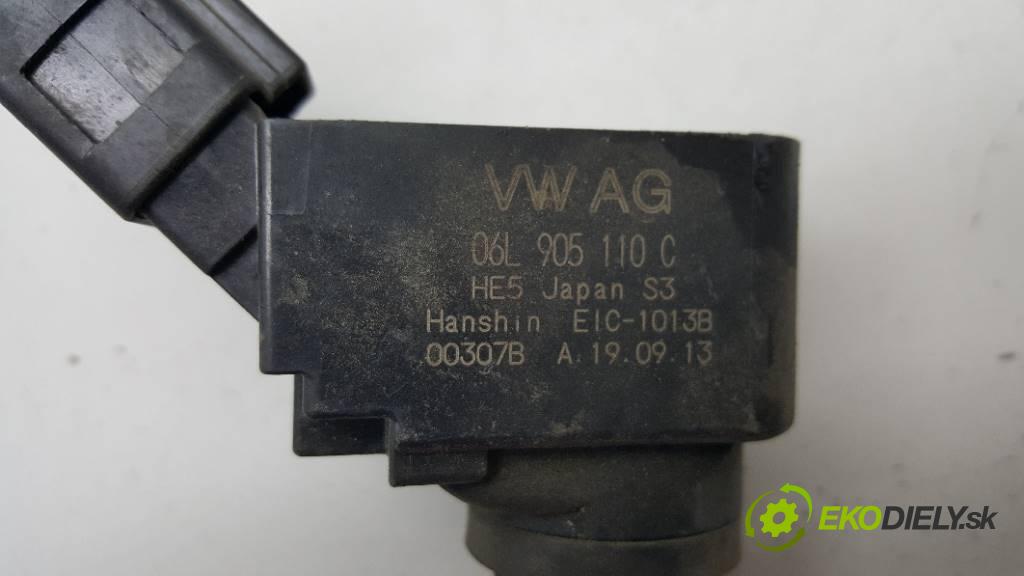 VW AG
06L 905 110 C
HE5 Japan S3
Hanshin EIC-1013B
00307B A.19.09.13
EKODIELY.sk